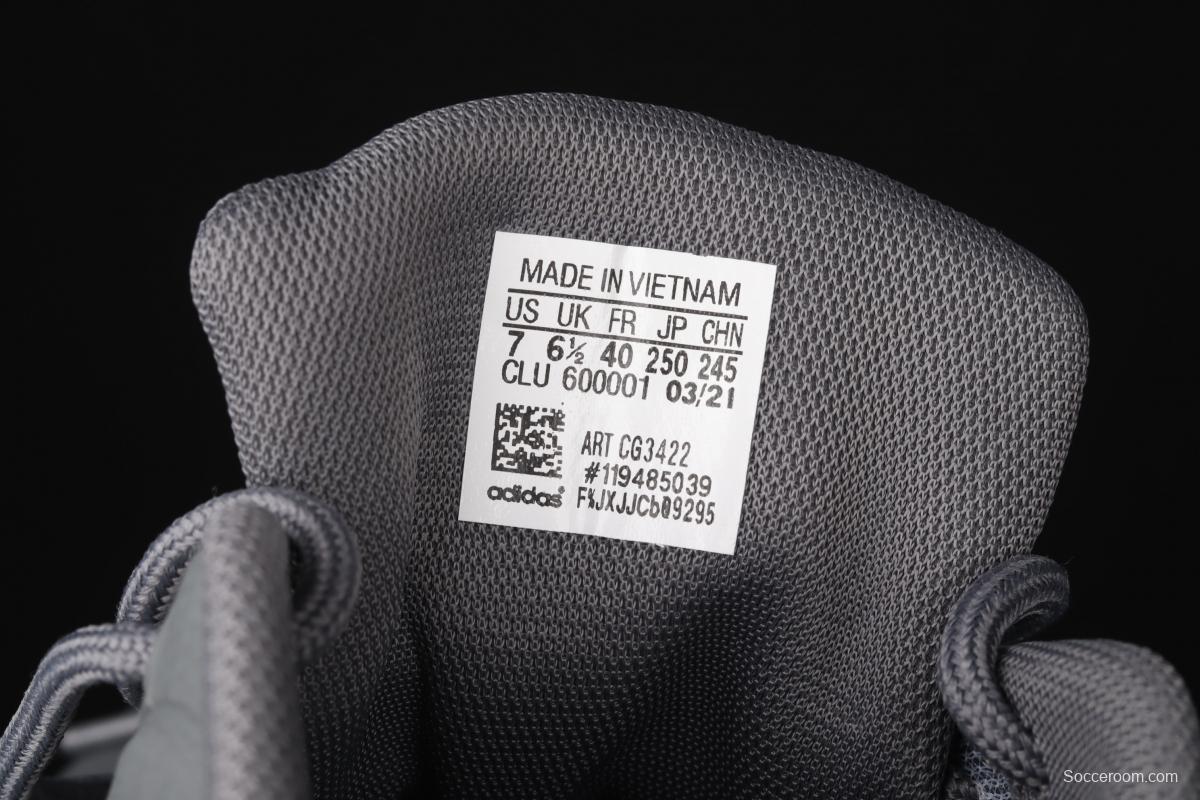 MADE IN VIETNAM
US UK FR JP CHN
7 6½ 40 250 245
CLU 600001 03/21
ART CG3422
#119485039
adidas F%JXJJCb09295
Socceroom.com